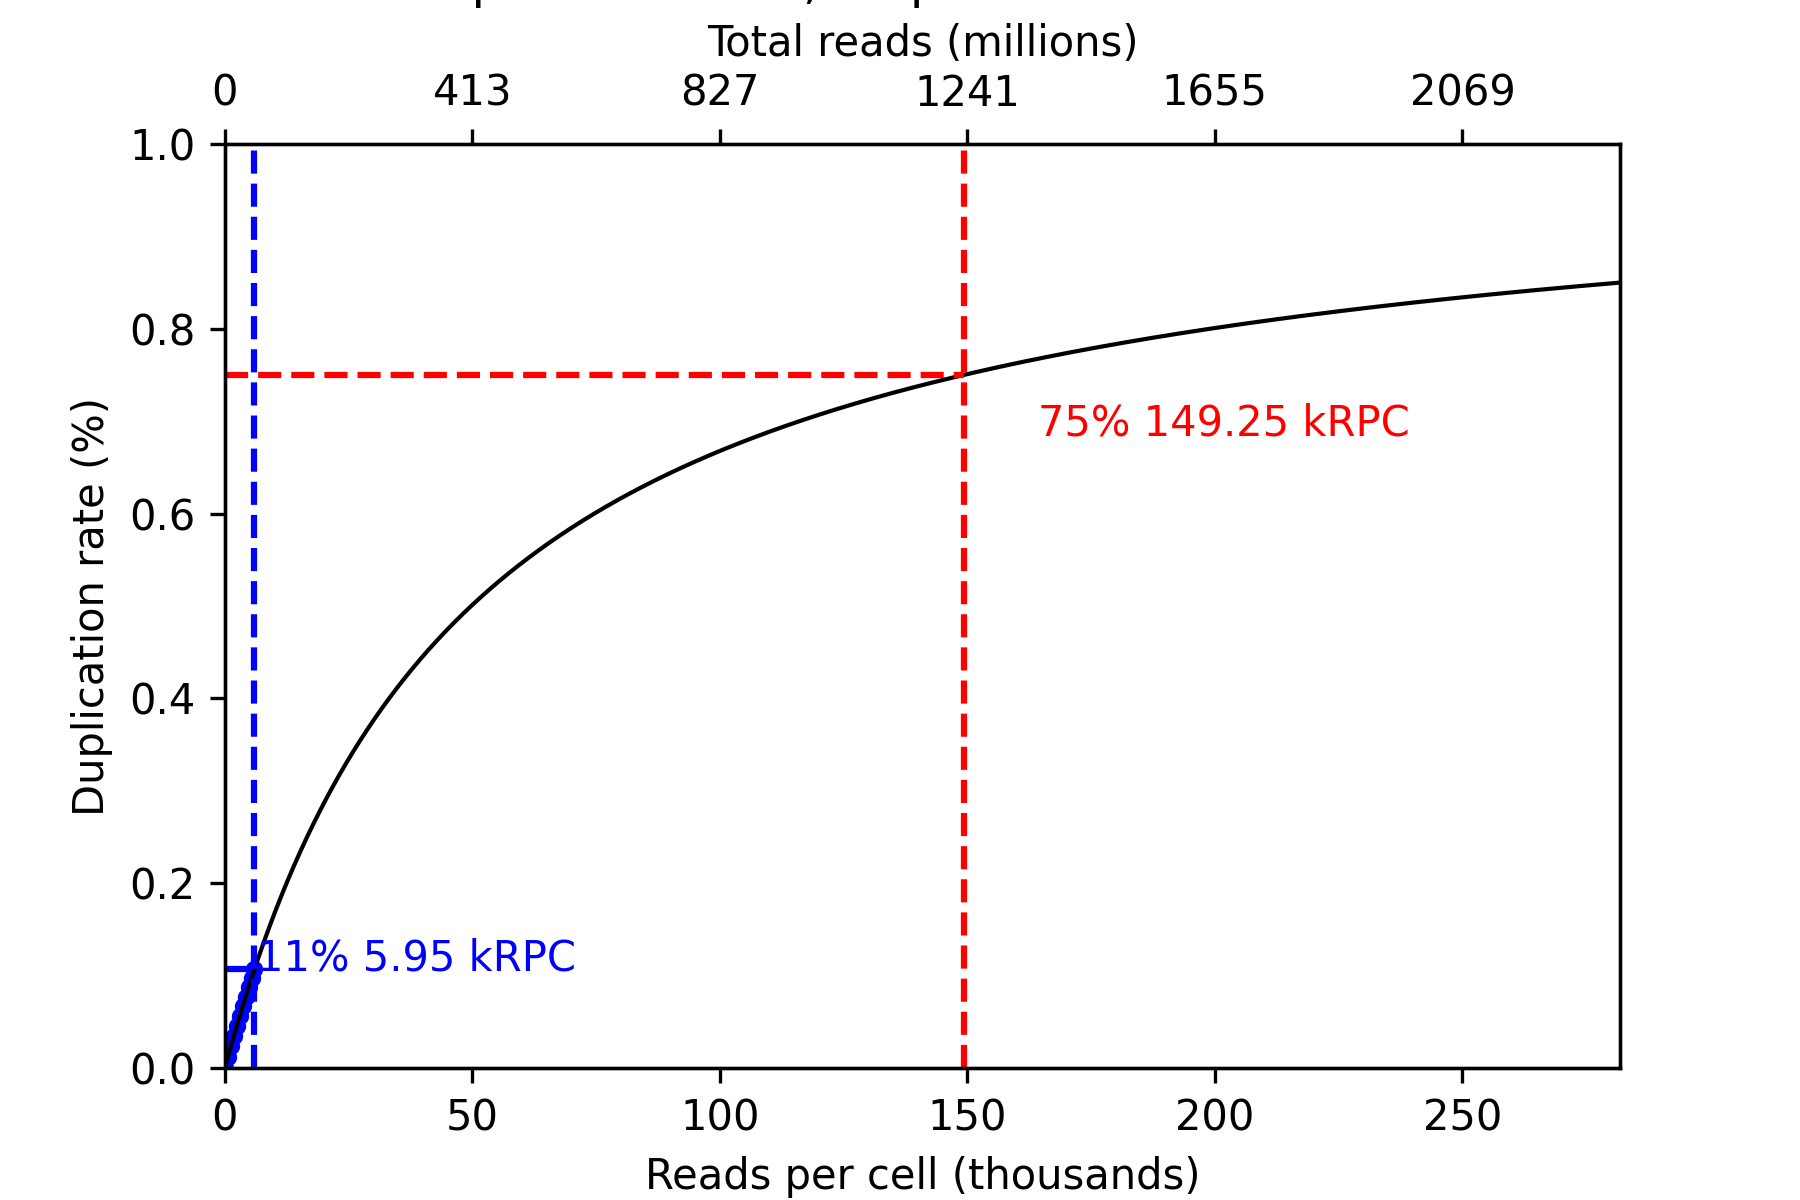 Total reads (millions)
0 413 827 1241 1655 2069
1.0
0.8
0.6
0.4
0.2
0.0
Duplication rate (%)
75% 149.25 kRPC
11% 5.95 kRPC
0 50 100 150 200 250
Reads per cell (thousands)